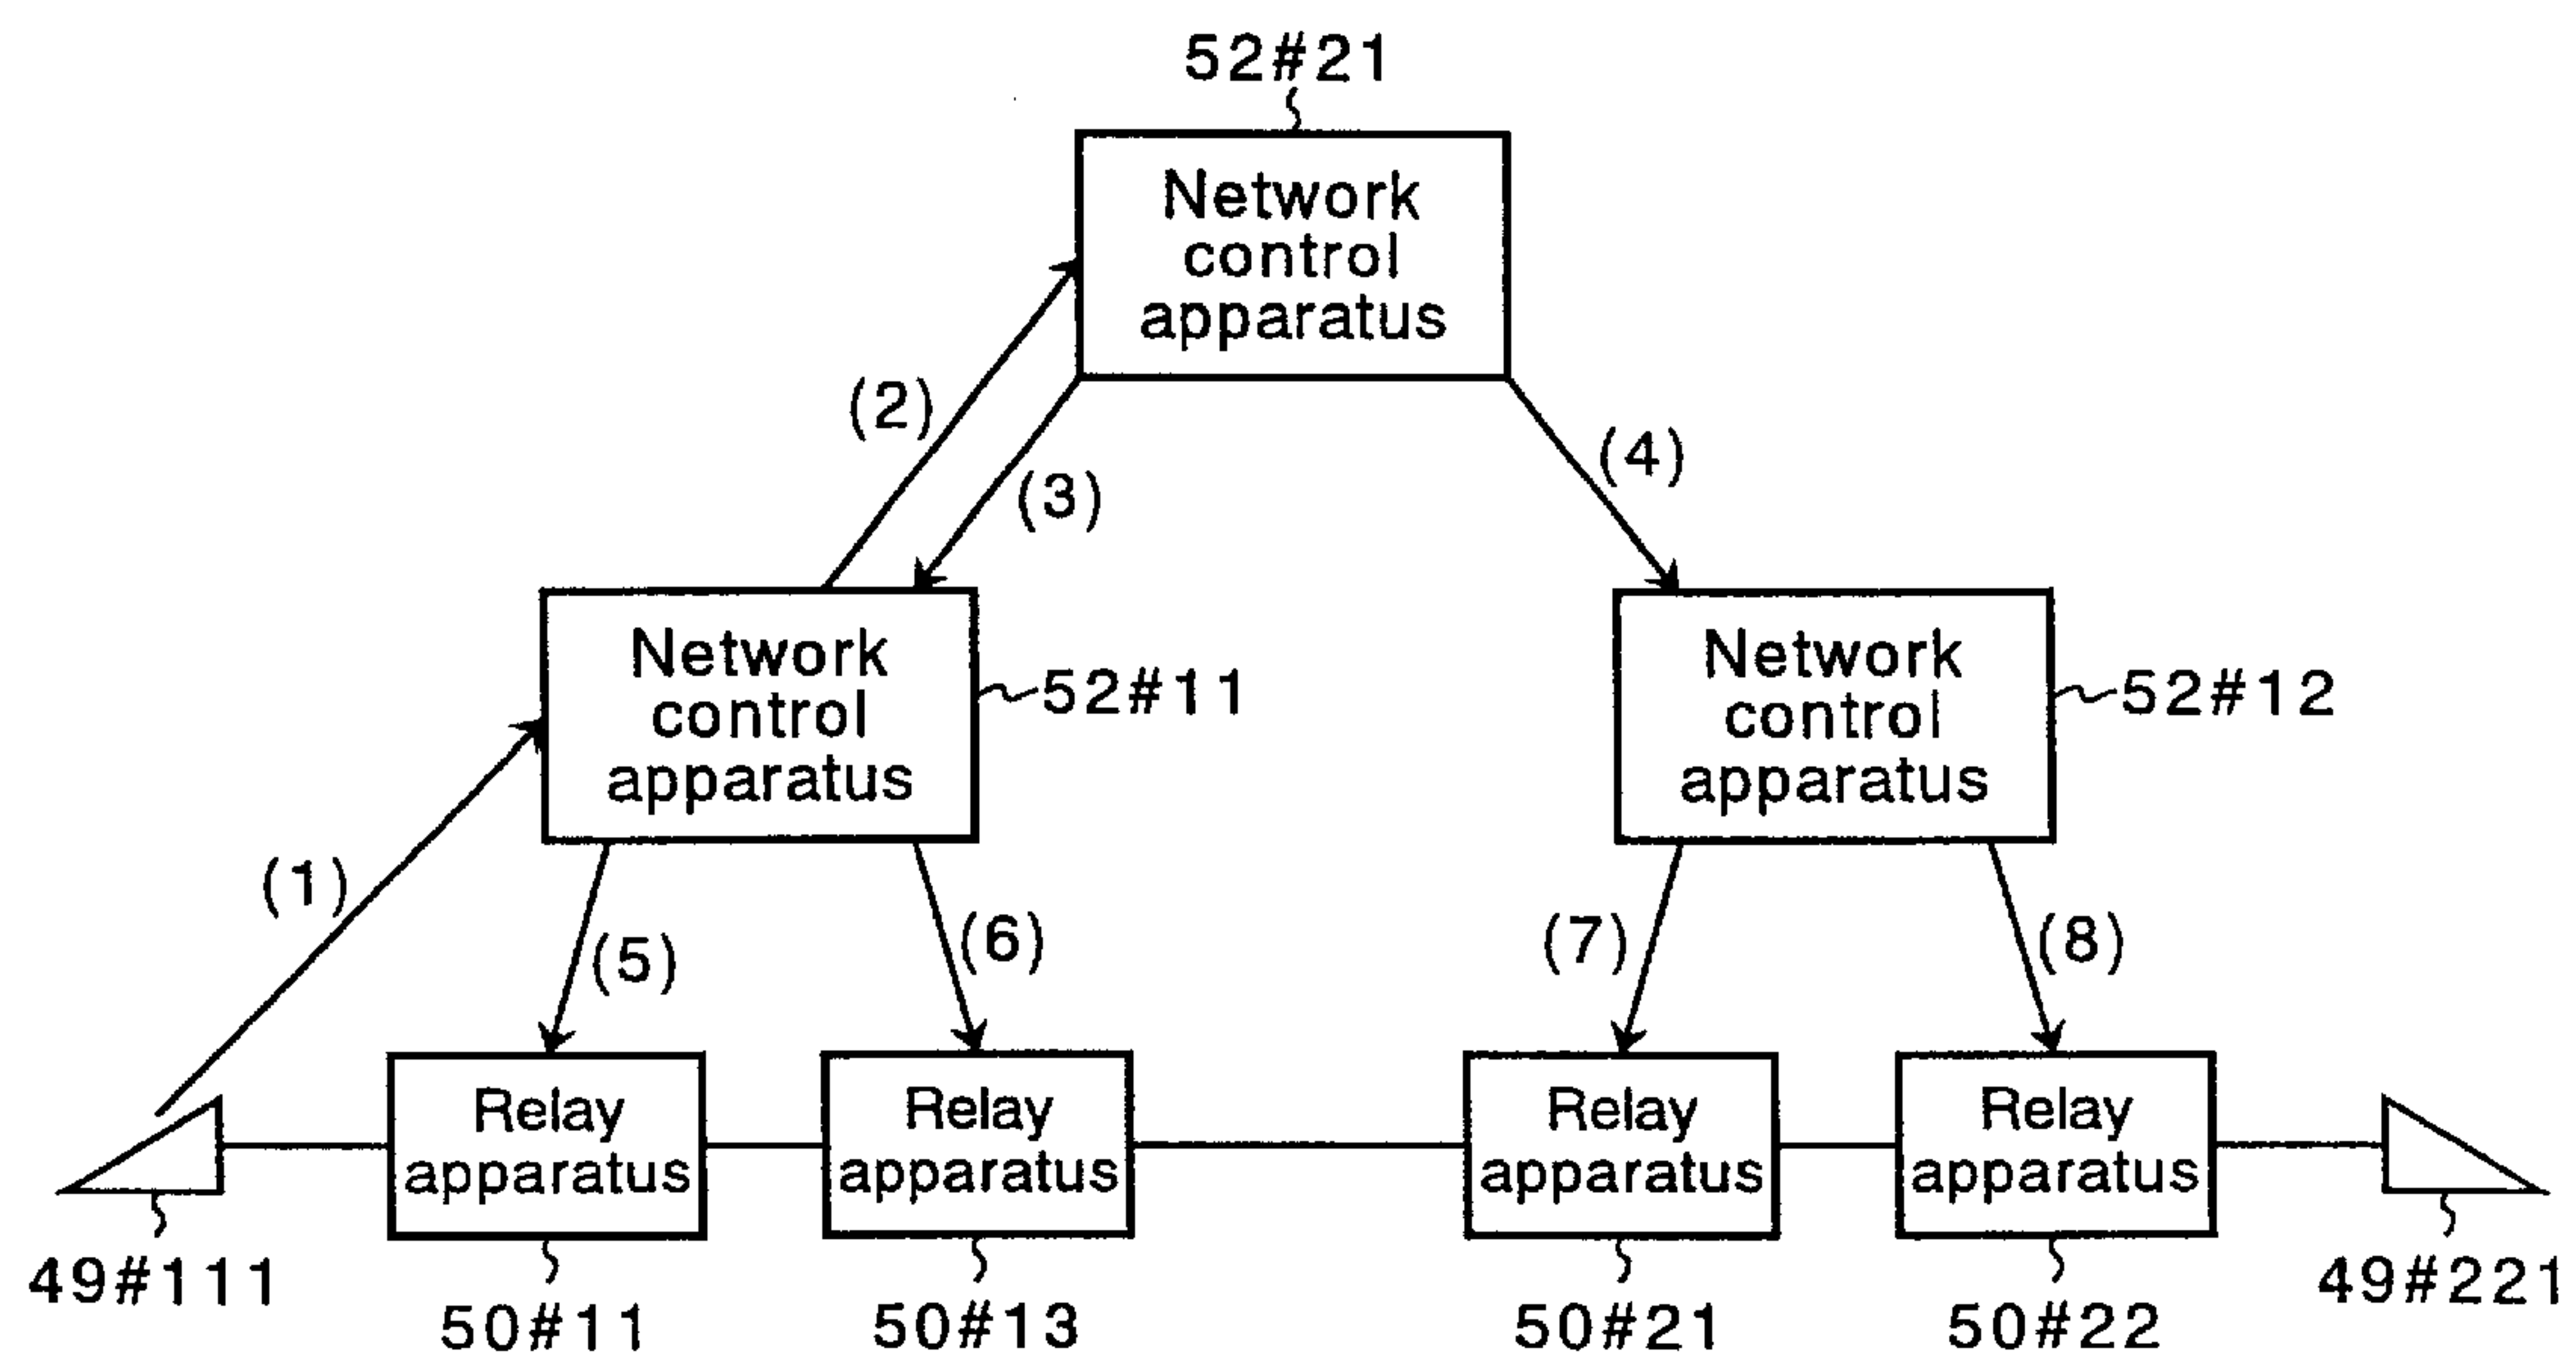 52#21
Network
control
apparatus
(2)
(3)
(4)
Network
control
apparatus
52#11
Network
control
apparatus
52#12
(1)
(5)
(6)
(7)
(8)
Relay
apparatus
Relay
apparatus
Relay
apparatus
Relay
apparatus
49#111
50#11
50#13
50#21
50#22
49#221